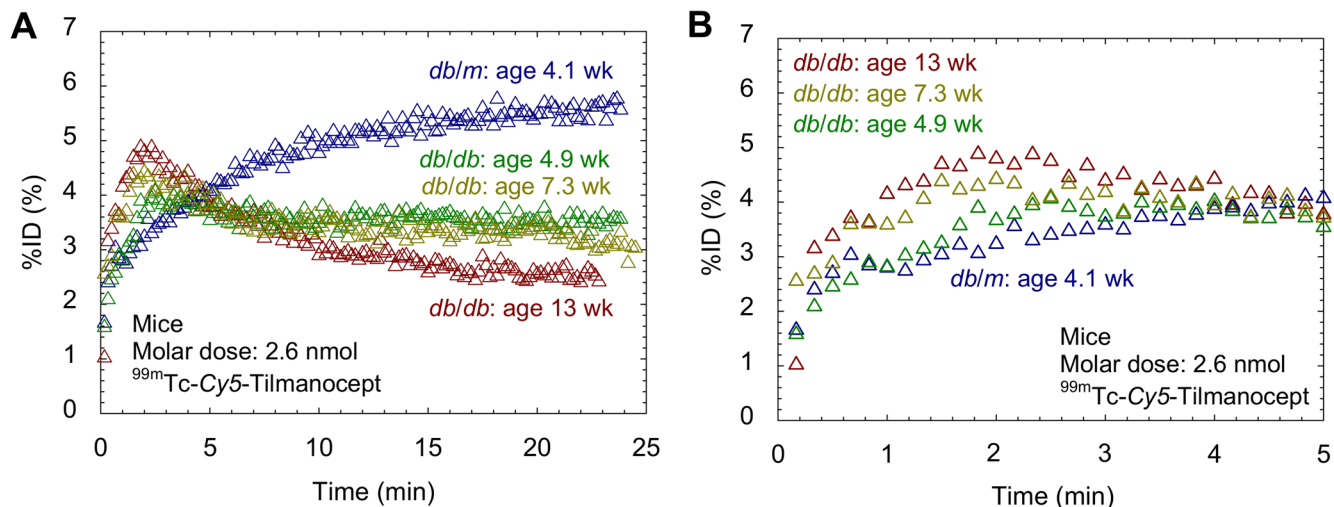 A
7
6
5
4
3
2
1
0
%ID (%)
db/m: age 4.1 wk
db/db: age 4.9 wk
db/db: age 7.3 wk
db/db: age 13 wk
Mice
Molar dose: 2.6 nmol
99mTc-Cy5-Tilmanocept
0 5 10 15 20 25
Time (min)
B
7
6
5
4
3
2
1
0
%ID (%)
db/db: age 13 wk
db/db: age 7.3 wk
db/db: age 4.9 wk
db/m: age 4.1 wk
Mice
Molar dose: 2.6 nmol
99mTc-Cy5-Tilmanocept
0 1 2 3 4 5
Time (min)